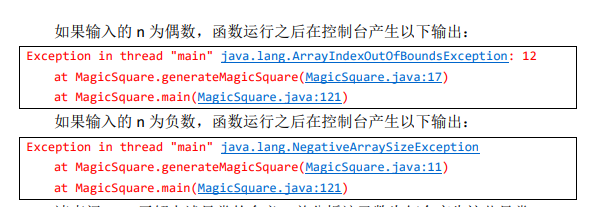 如果输入的 n 为偶数，函数运行之后在控制台产生以下输出：
Exception in thread "main" java.lang.ArrayIndexOutOfBoundsException: 12
at MagicSquare.generateMagicSquare(MagicSquare.java:17)
at MagicSquare.main(MagicSquare.java:121)
如果输入的 n 为负数，函数运行之后在控制台产生以下输出：
Exception in thread "main" java.lang.NegativeArraySizeException
at MagicSquare.generateMagicSquare(MagicSquare.java:11)
at MagicSquare.main(MagicSquare.java:121)